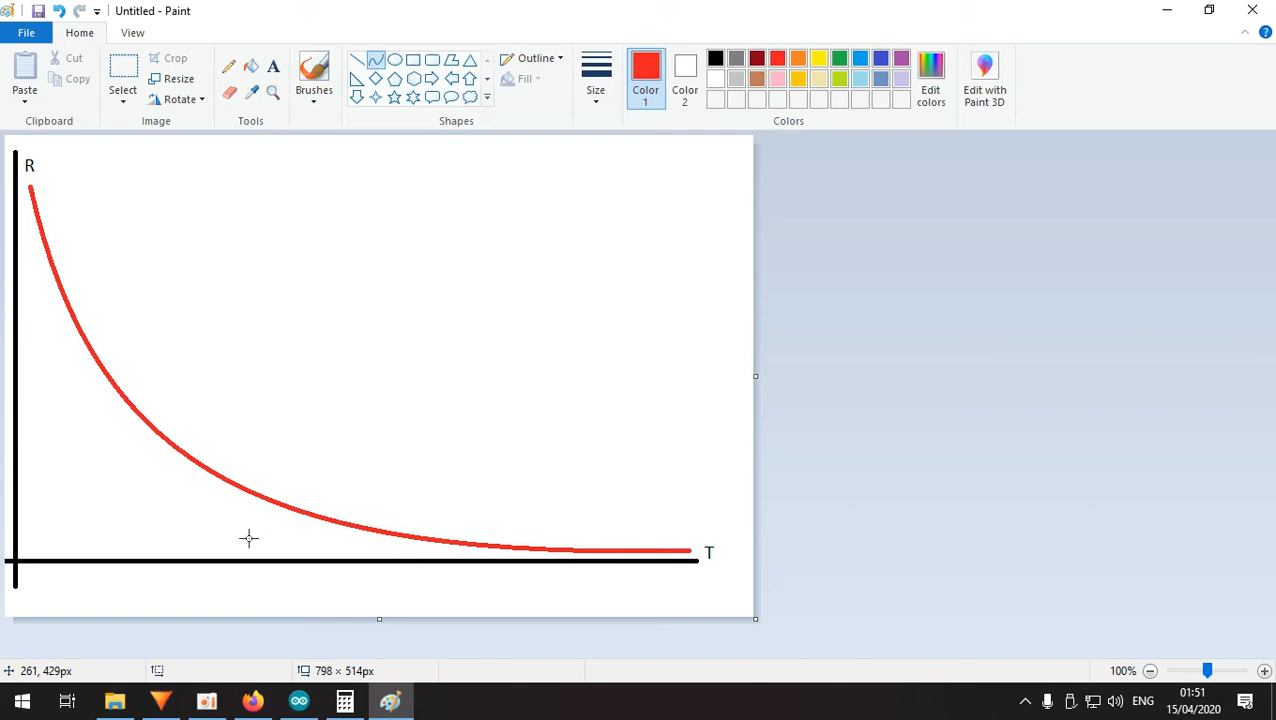 Untitled - Paint
File
Home
View
Paste
Cut
Copy
Clipboard
Select
Crop
Resize
Rotate
Image
A
Tools
Brushes
Shapes
Outline
Fill
Size
Color
1
Color
2
Edit
colors
Colors
Edit with
Paint 3D
R
T
261, 429px
798 × 514px
100%
ENG
01:51
15/04/2020